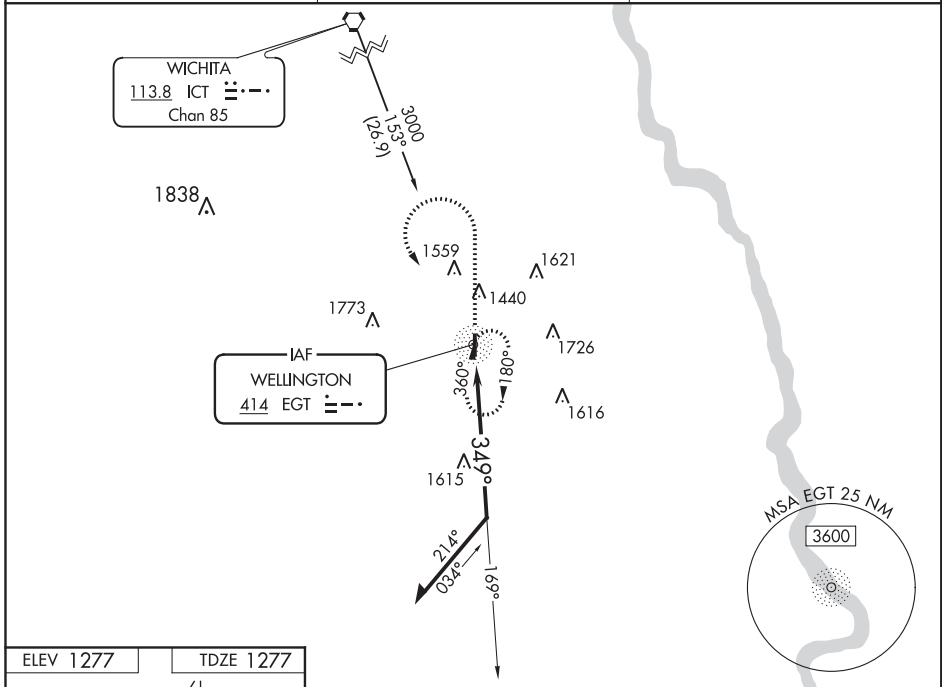 WICHITA
113.8 ICT
Chan 85
3000
153°
(26.9)
1838
1559
1621
1440
1773
1726
IAF
WELLINGTON
414 EGT
360°
180°
1616
349°
1615
MSA EGT 25 NM
3600
214°
034°
169°
ELEV 1277
TDZE 1277